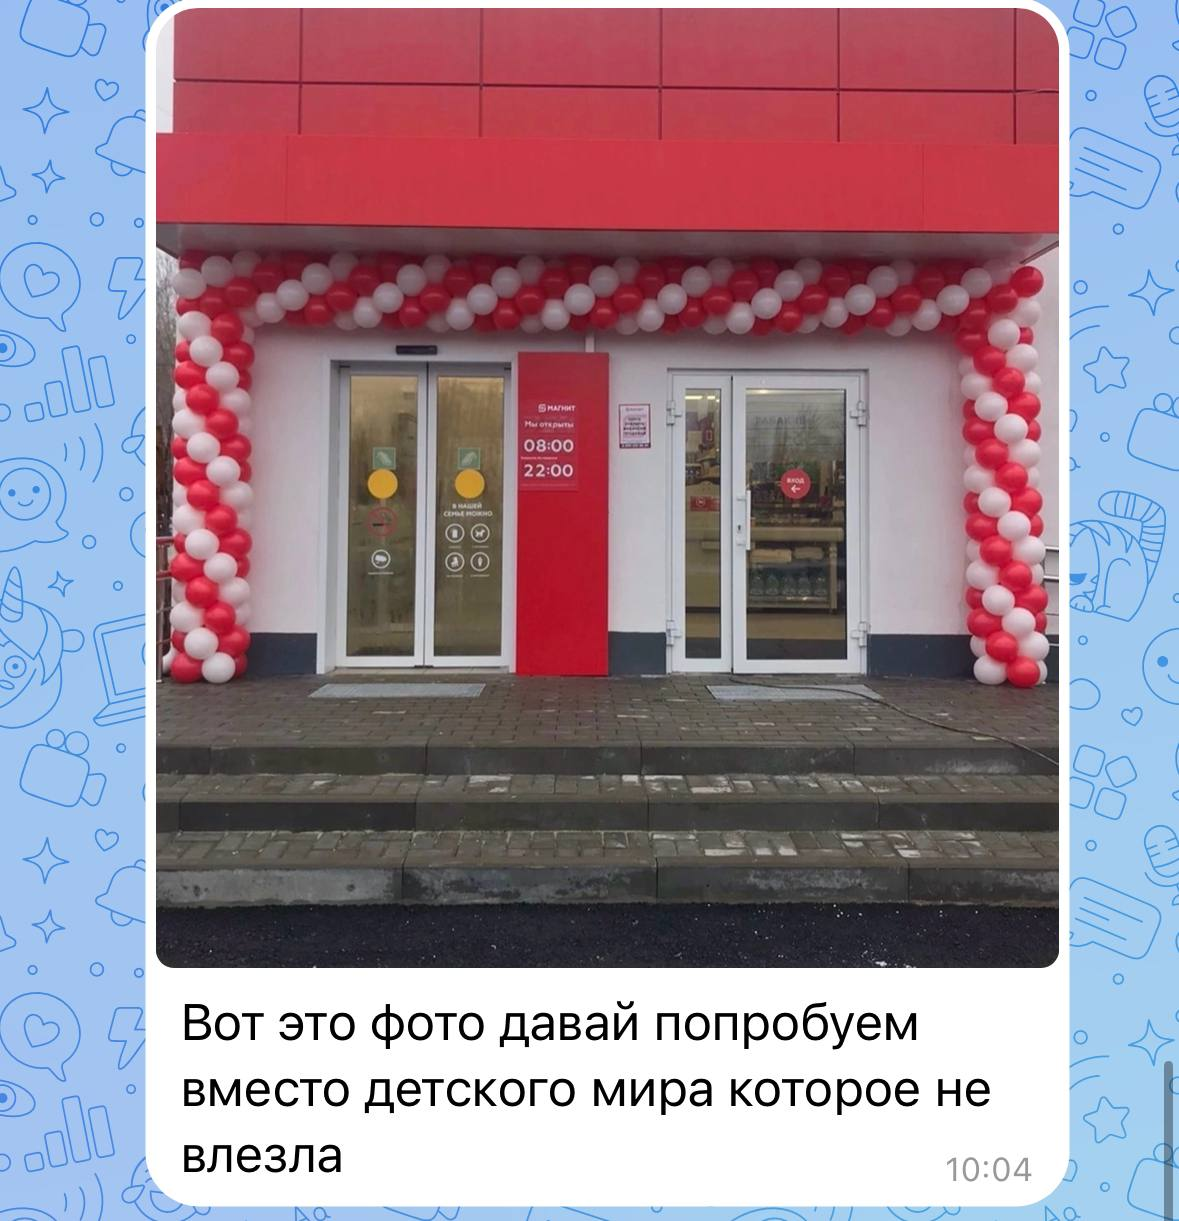 МАГНИТ
Мы открыты
08:00
22:00
В НАШЕЙ
СЕМЬЕ МОЖНО
ВХОД
Вот это фото давай попробуем
вместо детского мира которое не
влезла
10:04